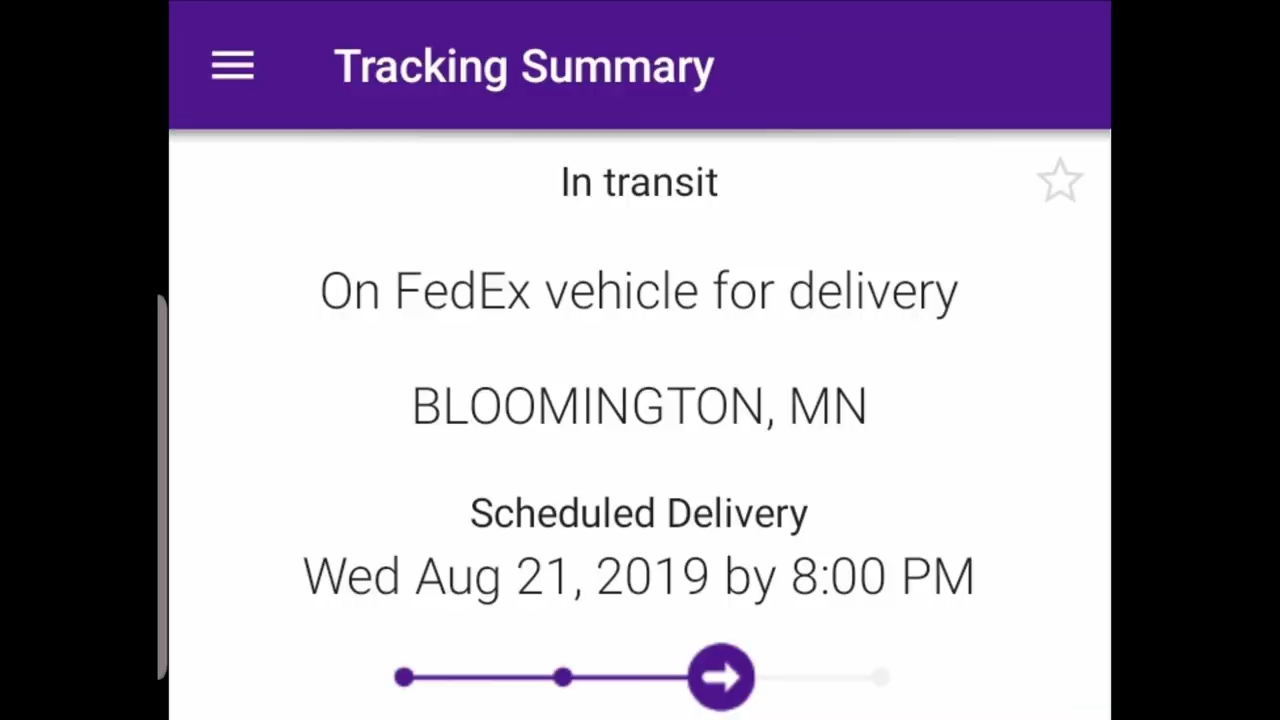 Tracking Summary
In transit
On FedEx vehicle for delivery
BLOOMINGTON, MN
Scheduled Delivery
Wed Aug 21, 2019 by 8:00 PM